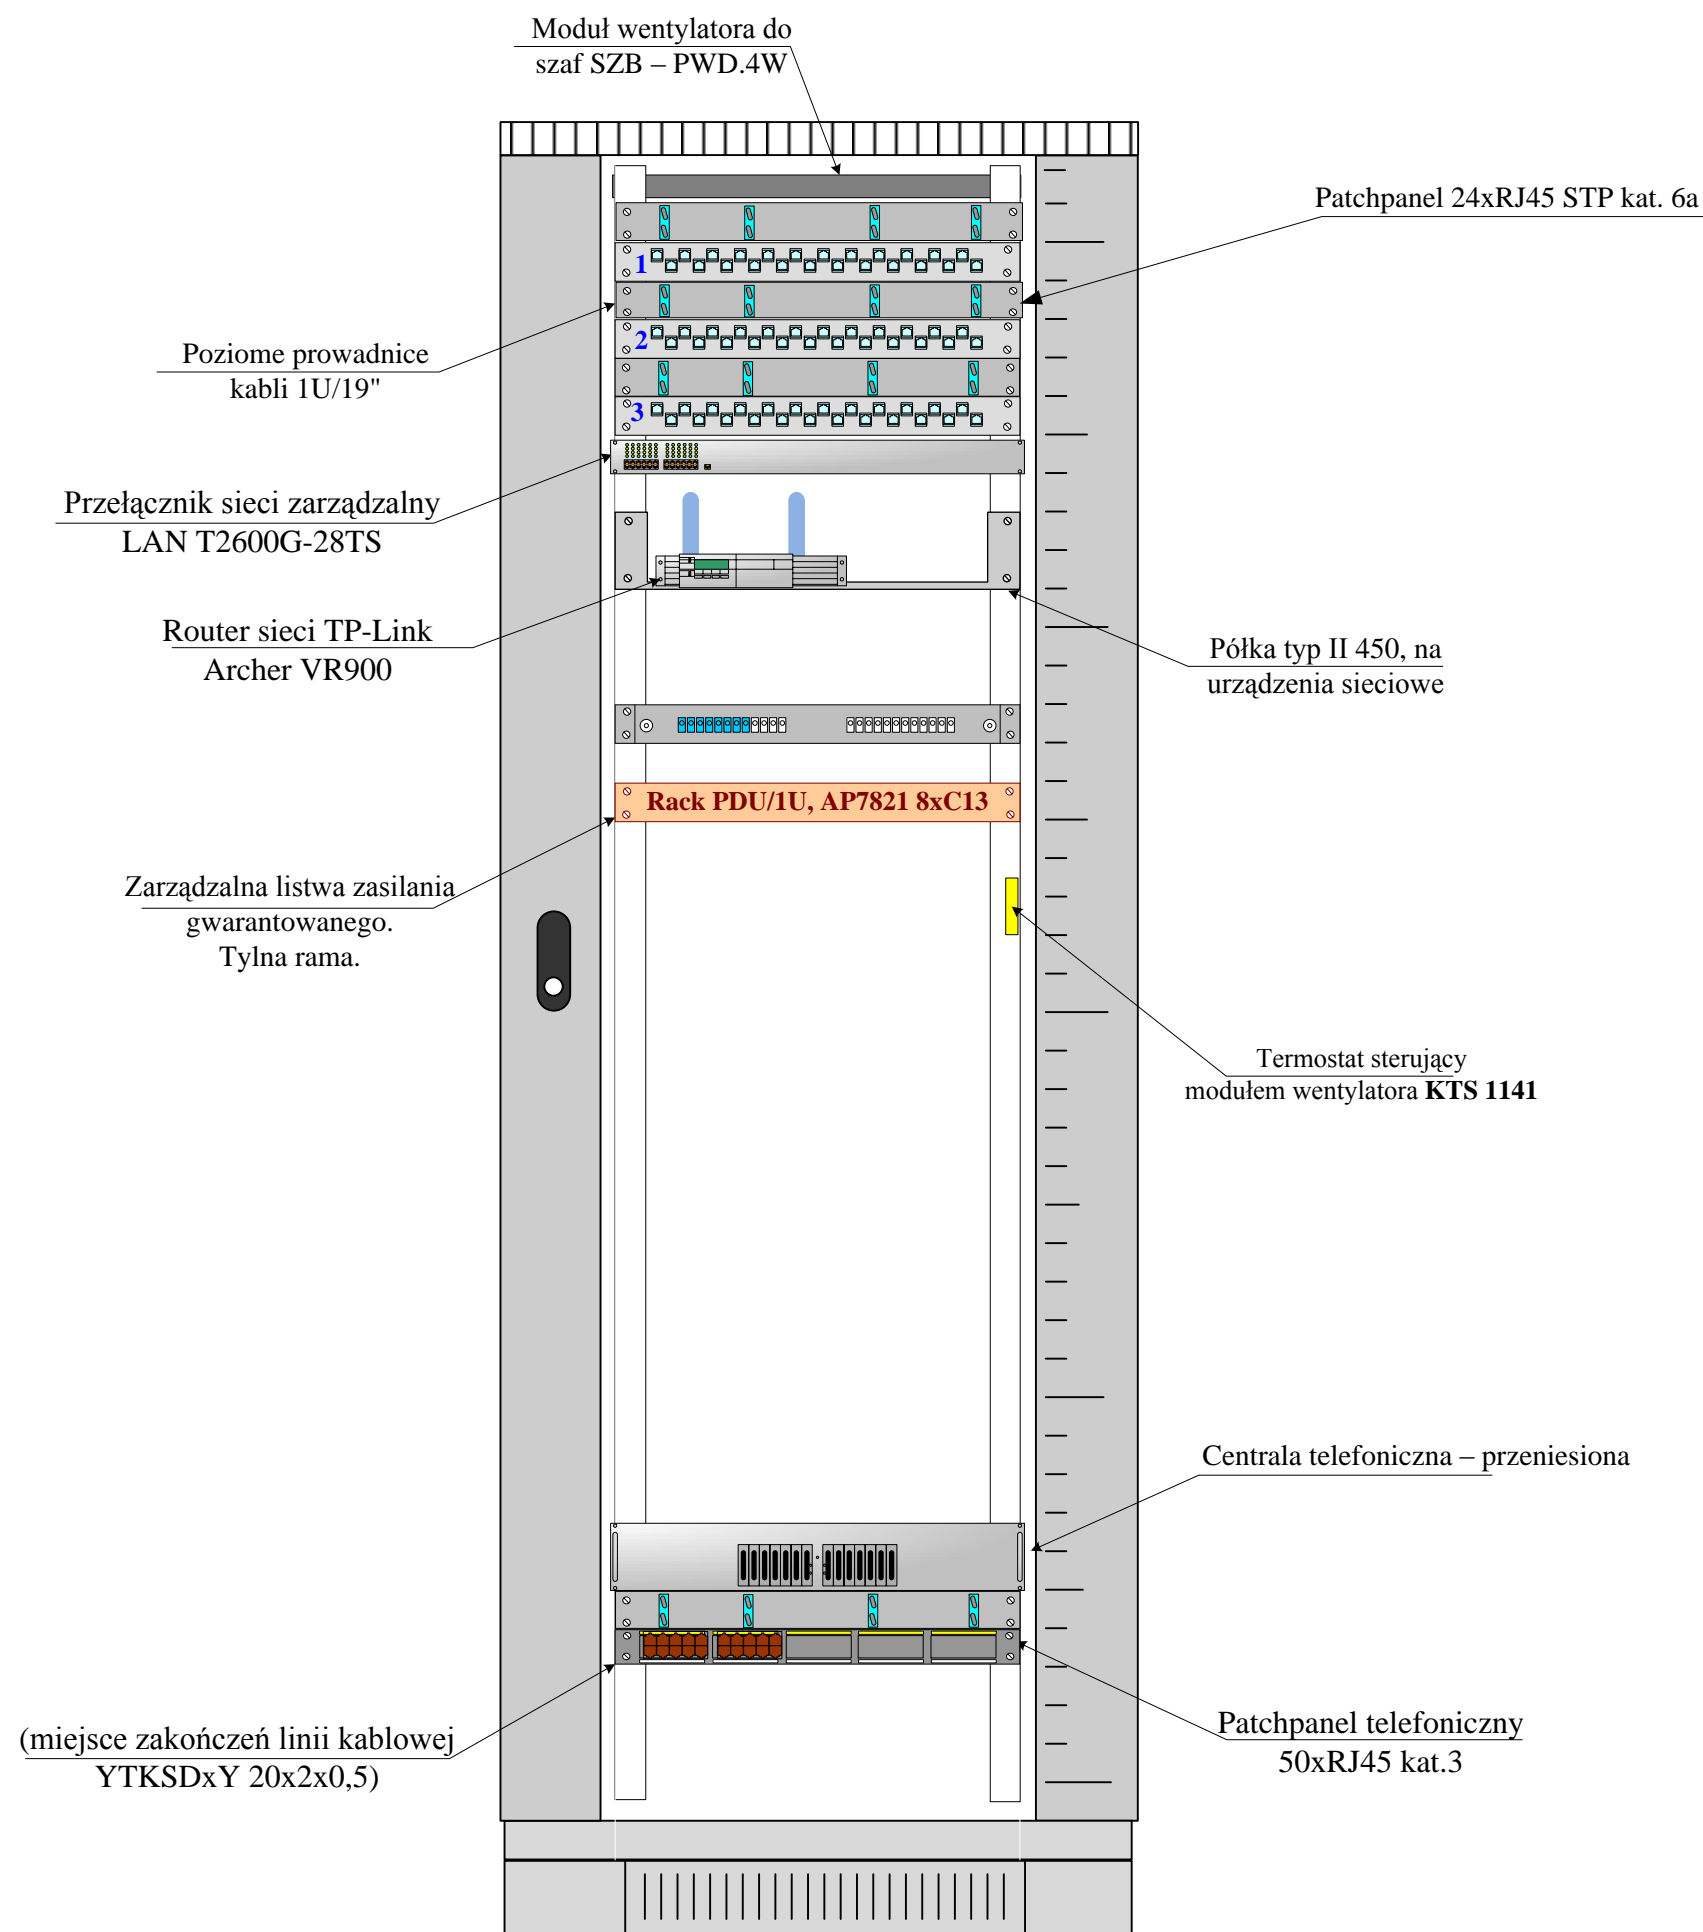 Moduł wentylatora do
szaf SZB – PWD.4W
Patchpanel 24xRJ45 STP kat. 6a
1
Poziome prowadnice
kabli 1U/19"
2
3
Przełącznik sieci zarządzalny
LAN T2600G-28TS
Router sieci TP-Link
Archer VR900
Półka typ II 450, na
urządzenia sieciowe
Rack PDU/1U, AP7821 8xC13
Zarządzalna listwa zasilania
gwarantowanego.
Tylna rama.
Termostat sterujący
modułem wentylatora KTS 1141
Centrala telefoniczna – przeniesiona
(miejsce zakończeń linii kablowej
YTKSDxY 20x2x0,5)
Patchpanel telefoniczny
50xRJ45 kat.3